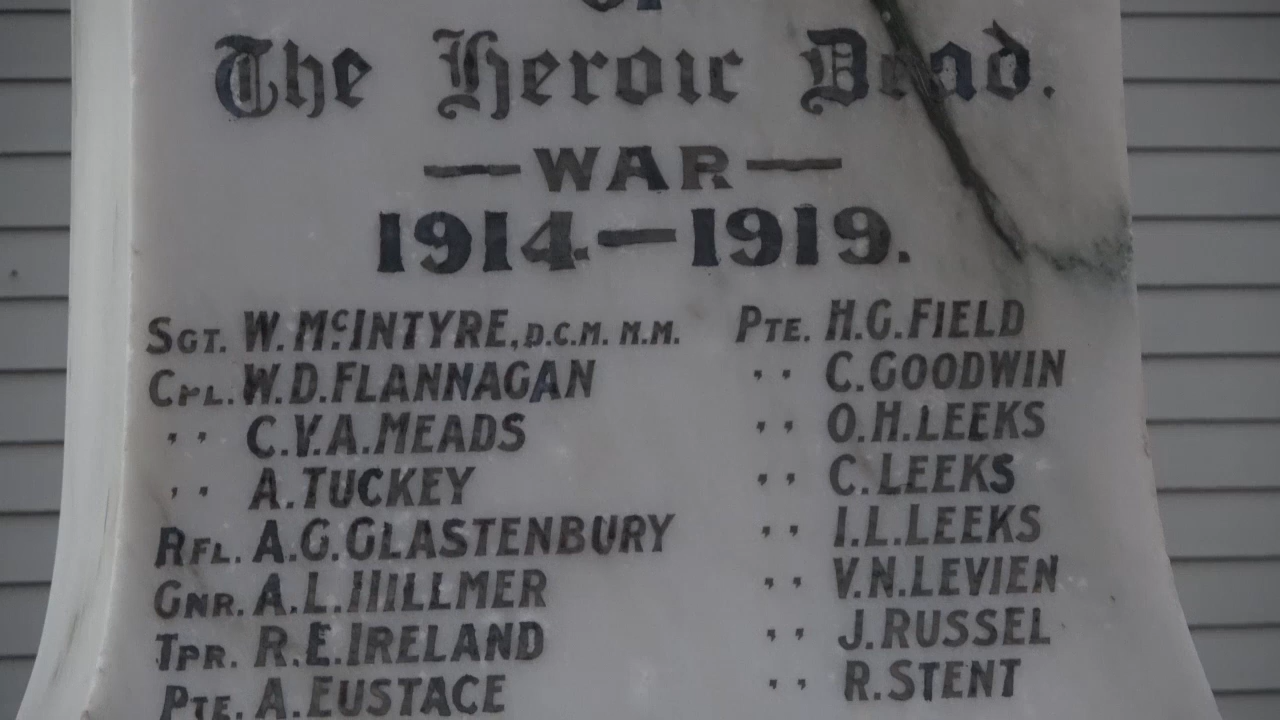 The Heroic Dead.
—WAR—
1914—1919.
SGT. W. McINTYRE, D.C.M. M.M.
CPL. W.D. FLANNAGAN
" C.V.A. MEADS
" A. TUCKEY
RFL. A.G. GLASTENBURY
GNR. A.L. HILLMER
TPR. R.E. IRELAND
PTE. A. EUSTACE
PTE. H.G. FIELD
" C. GOODWIN
" O.H. LEEKS
" C. LEEKS
" I.L. LEEKS
" V.N. LEVIEN
" J. RUSSEL
" R. STENT